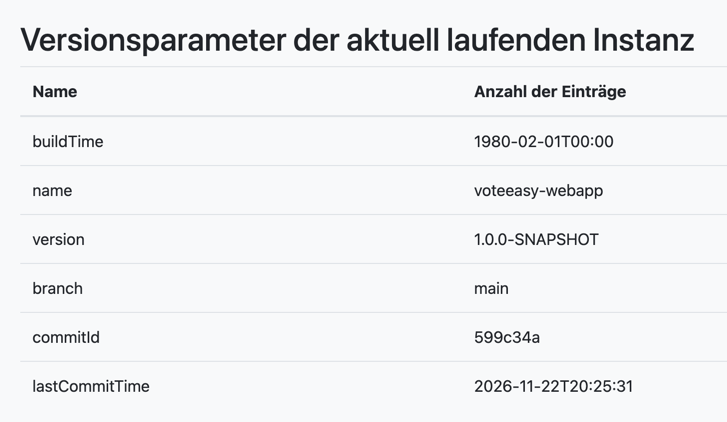 Versionsparameter der aktuell laufenden Instanz
Name Anzahl der Einträge
buildTime 1980-02-01T00:00
name voteeasy-webapp
version 1.0.0-SNAPSHOT
branch main
commitId 599c34a
lastCommitTime 2026-11-22T20:25:31